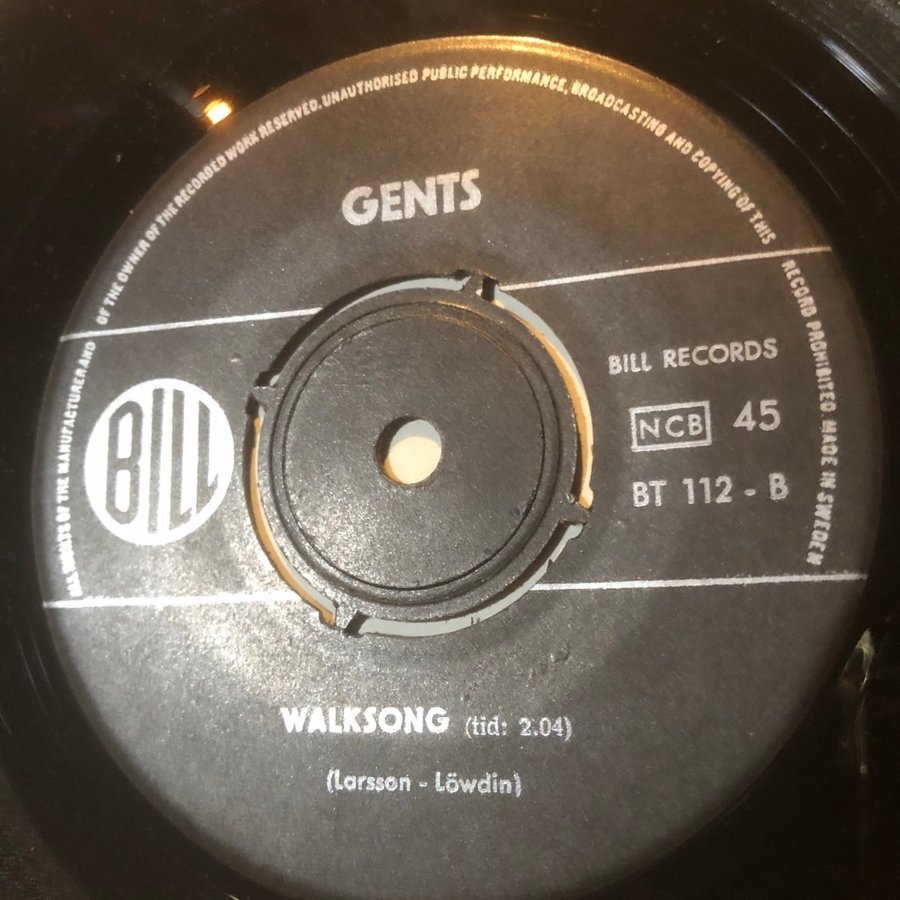 ALL RIGHTS OF THE MANUFACTURER AND OF THE OWNER OF THE RECORDED WORK RESERVED. UNAUTHORISED PUBLIC PERFORMANCE, BROADCASTING AND COPYING OF THIS RECORD PROHIBITED. MADE IN SWEDEN
GENTS
BILL
BILL RECORDS
NCB 45
BT 112 - B
WALKSONG (tid: 2.04)
(Larsson - Löwdin)